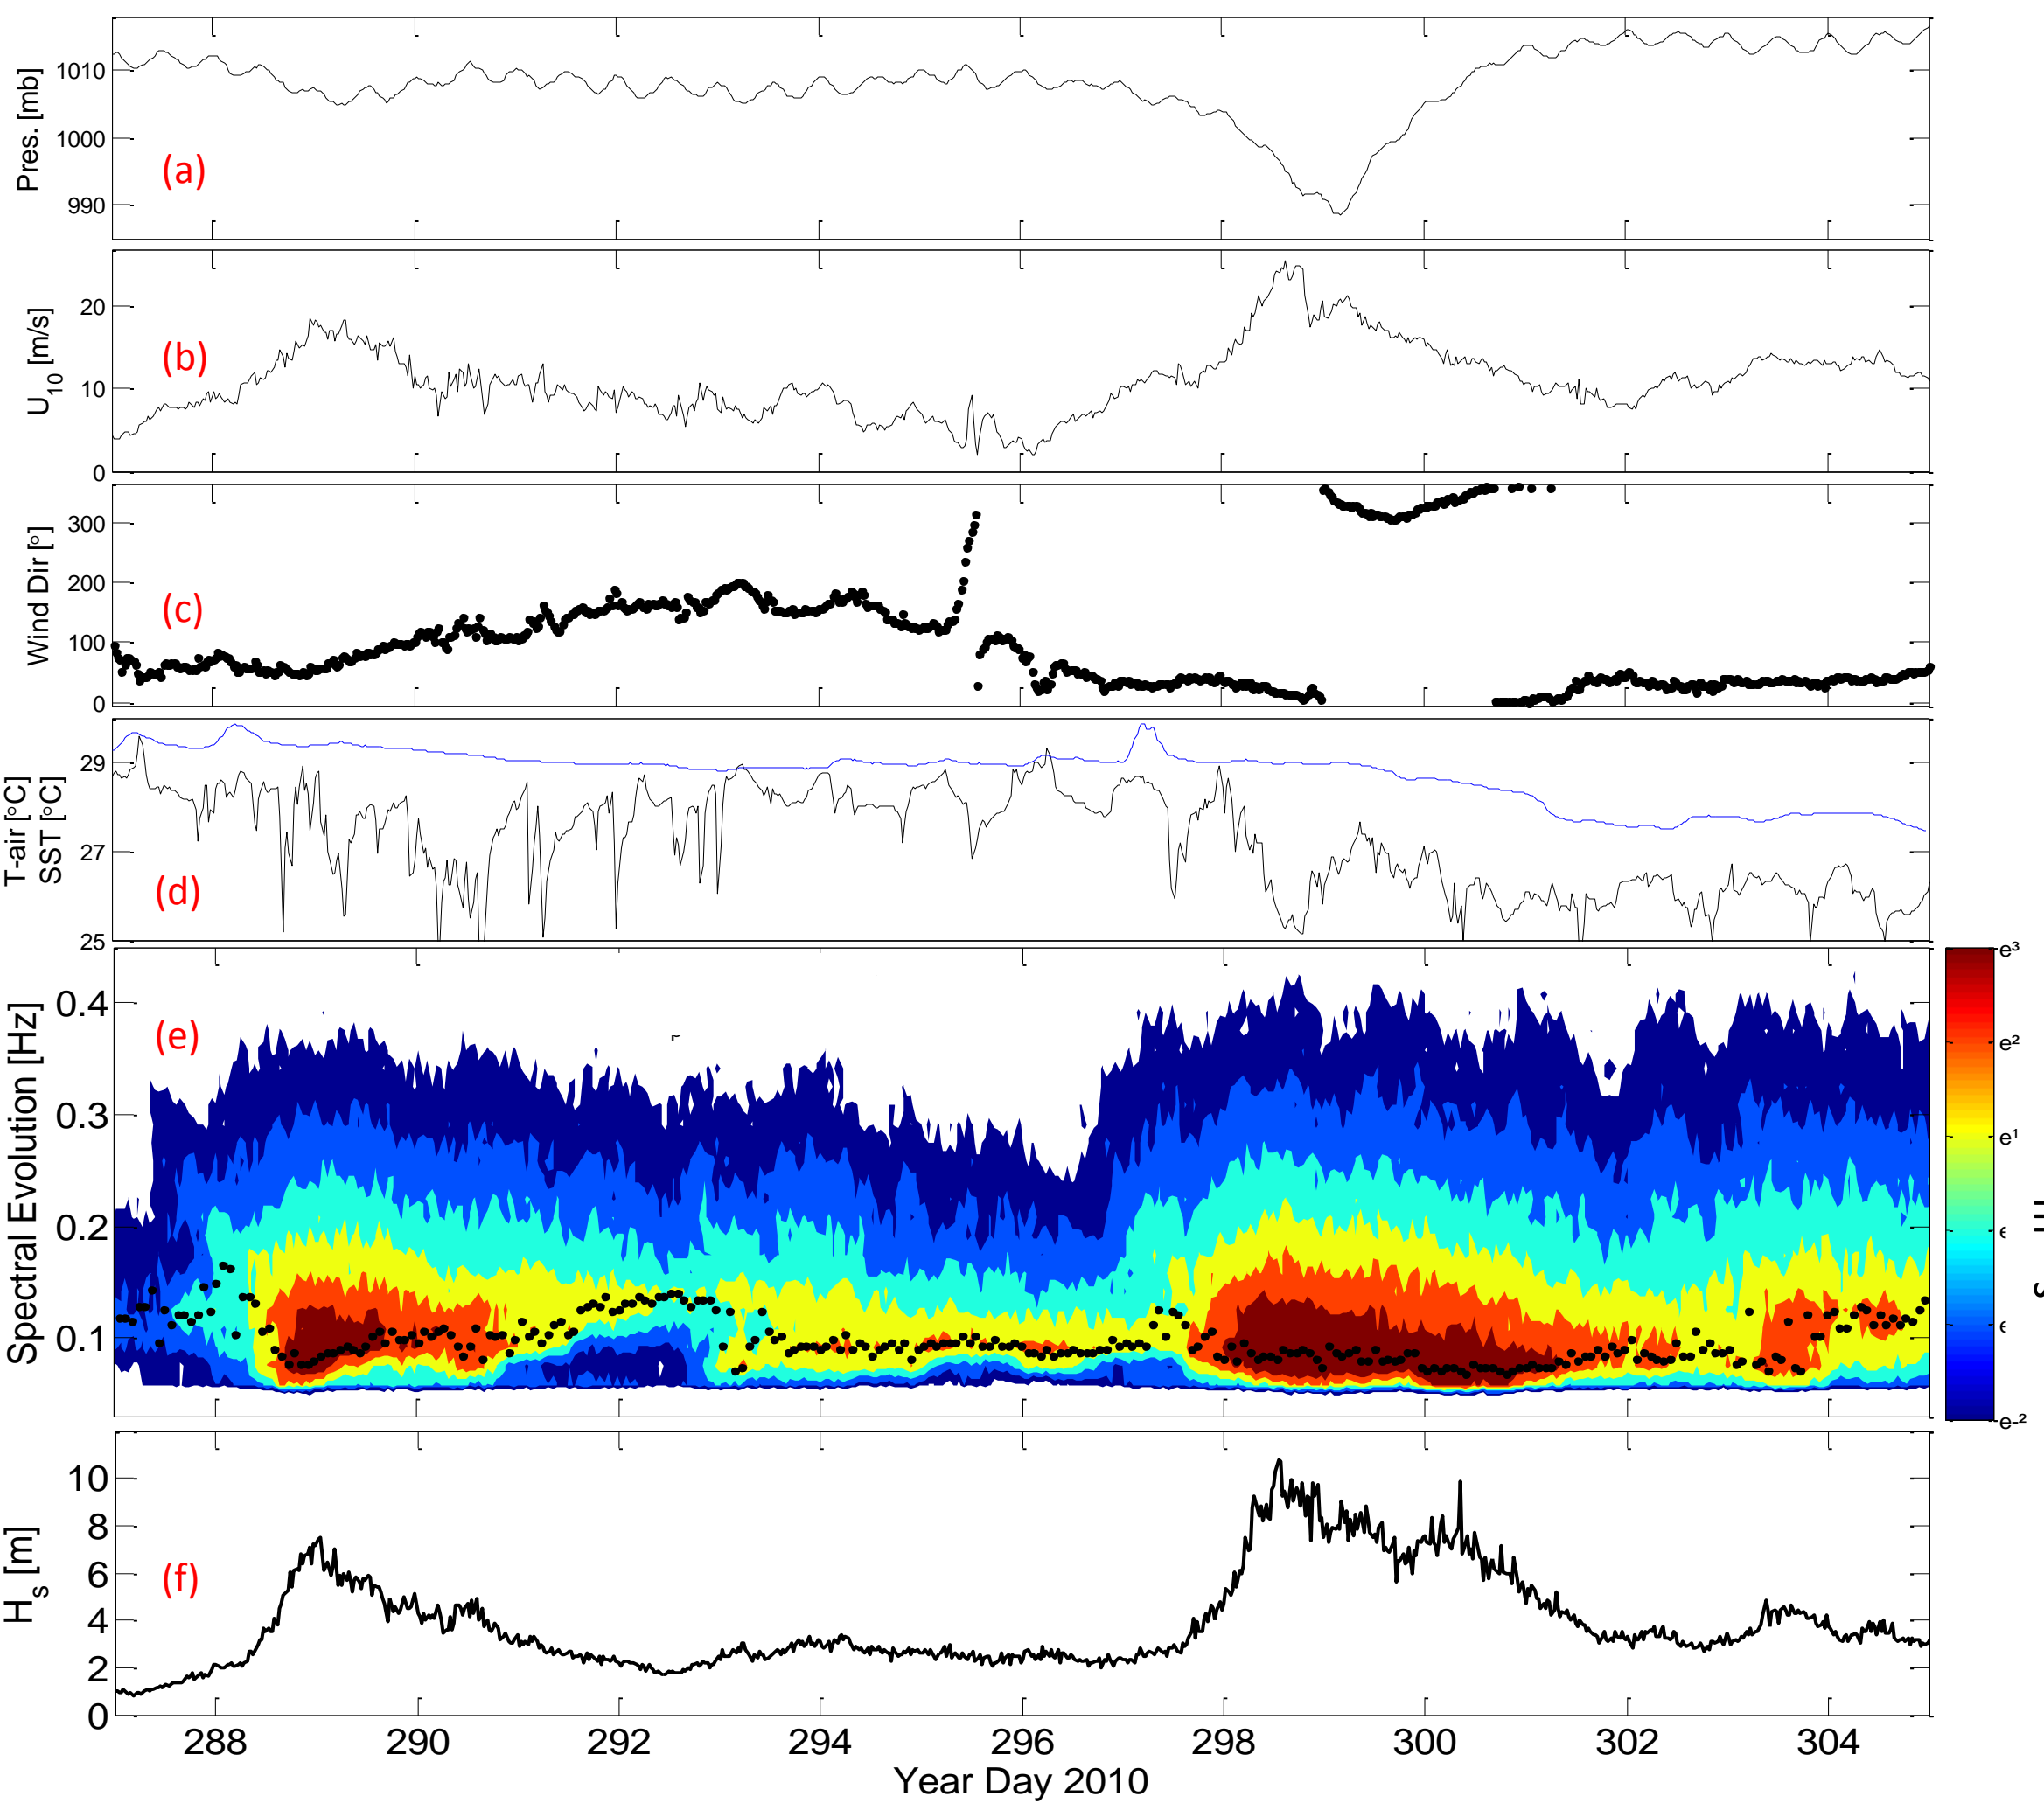 Pres. [mb]
1010
1000
990
(a)
U10 [m/s]
20
10
0
(b)
Wind Dir [°]
300
200
100
0
(c)
T-air [°C]
SST [°C]
29
27
25
(d)
Spectral Evolution [Hz]
0.4
0.3
0.2
0.1
(e)
e³
e²
e¹
e-²
Hs [m]
10
8
6
4
2
0
(f)
288 290 292 294 296 298 300 302 304
Year Day 2010